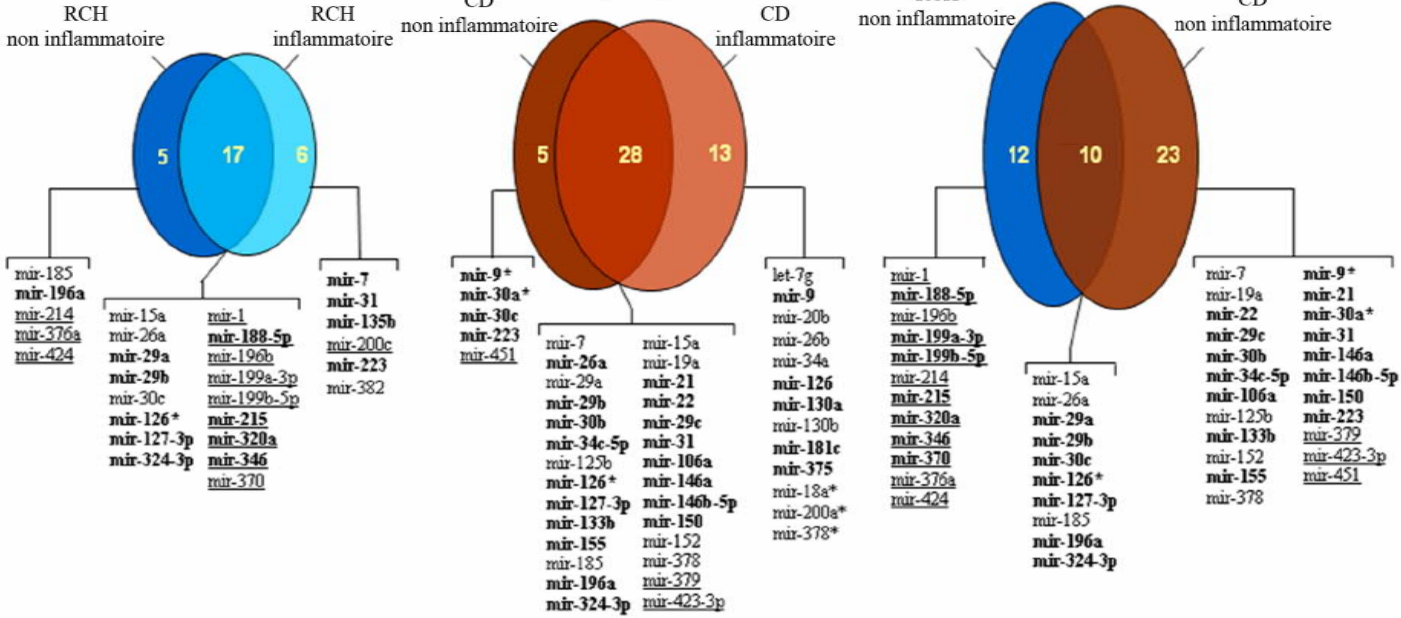 RCH
non inflammatoire
RCH
inflammatoire
5
17
6
mir-185
mir-196a
mir-214
mir-376a
mir-424
mir-15a
mir-26a
mir-29a
mir-29b
mir-30c
mir-126*
mir-127-3p
mir-324-3p
mir-1
mir-188-5p
mir-196b
mir-199a-3p
mir-199b-5p
mir-215
mir-320a
mir-346
mir-370
mir-7
mir-31
mir-135b
mir-200c
mir-223
mir-382
CD
non inflammatoire
CD
inflammatoire
5
28
13
mir-9*
mir-30a*
mir-30c
mir-223
mir-451
mir-7
mir-26a
mir-29a
mir-29b
mir-30b
mir-34c-5p
mir-125b
mir-126*
mir-127-3p
mir-133b
mir-155
mir-185
mir-196a
mir-324-3p
mir-15a
mir-19a
mir-21
mir-22
mir-29c
mir-31
mir-106a
mir-146a
mir-146b-5p
mir-150
mir-152
mir-378
mir-379
mir-423-3p
let-7g
mir-9
mir-20b
mir-26b
mir-34a
mir-126
mir-130a
mir-130b
mir-181c
mir-375
mir-18a*
mir-200a*
mir-378*
non inflammatoire
CD
non inflammatoire
12
10
23
mir-1
mir-188-5p
mir-196b
mir-199a-3p
mir-199b-5p
mir-214
mir-215
mir-320a
mir-346
mir-370
mir-376a
mir-424
mir-15a
mir-26a
mir-29a
mir-29b
mir-30c
mir-126*
mir-127-3p
mir-185
mir-196a
mir-324-3p
mir-7
mir-19a
mir-22
mir-29c
mir-30b
mir-34c-5p
mir-106a
mir-125b
mir-133b
mir-152
mir-155
mir-378
mir-9*
mir-21
mir-30a*
mir-31
mir-146a
mir-146b-5p
mir-150
mir-223
mir-379
mir-423-3p
mir-451